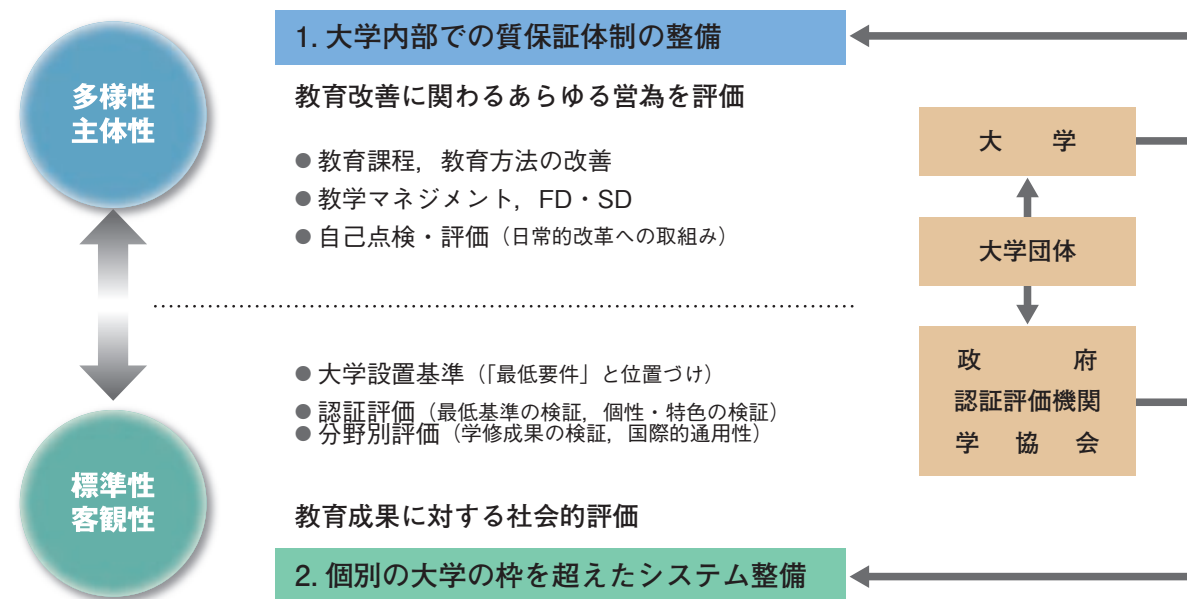 多様性
主体性
1. 大学内部での質保証体制の整備
教育改善に関わるあらゆる営為を評価
● 教育課程，教育方法の改善
● 教学マネジメント，FD・SD
● 自己点検・評価（日常的改革への取組み）
● 大学設置基準（「最低要件」と位置づけ）
● 認証評価（最低基準の検証，個性・特色の検証）
● 分野別評価（学修成果の検証，国際的通用性）
標準性
客観性
教育成果に対する社会的評価
2. 個別の大学の枠を超えたシステム整備
大　学
大学団体
政　府
認証評価機関
学　協　会